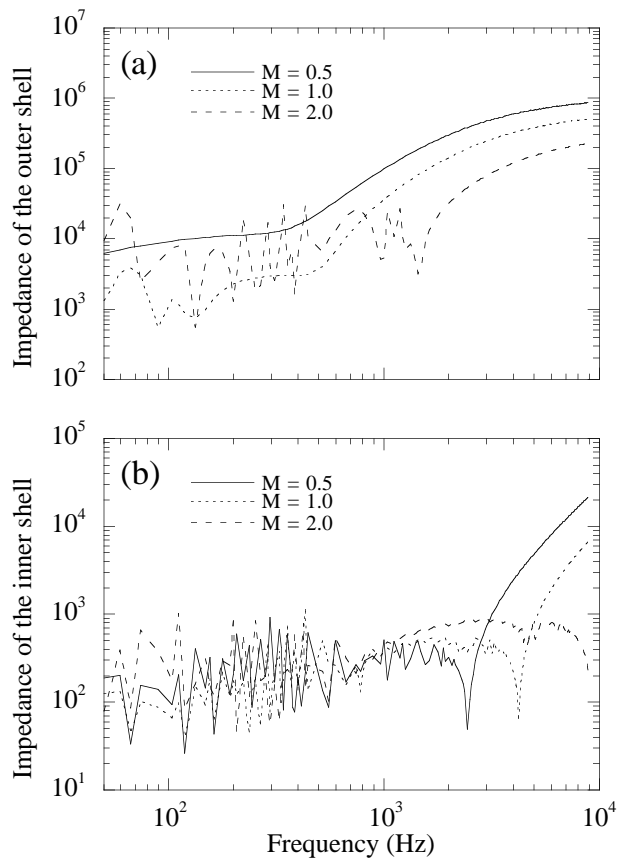 Impedance of the outer shell
10^7
10^6
10^5
10^4
10^3
10^2
(a)
M = 0.5
M = 1.0
M = 2.0
Impedance of the inner shell
10^5
10^4
10^3
10^2
10^1
(b)
M = 0.5
M = 1.0
M = 2.0
10^2 10^3 10^4
Frequency (Hz)